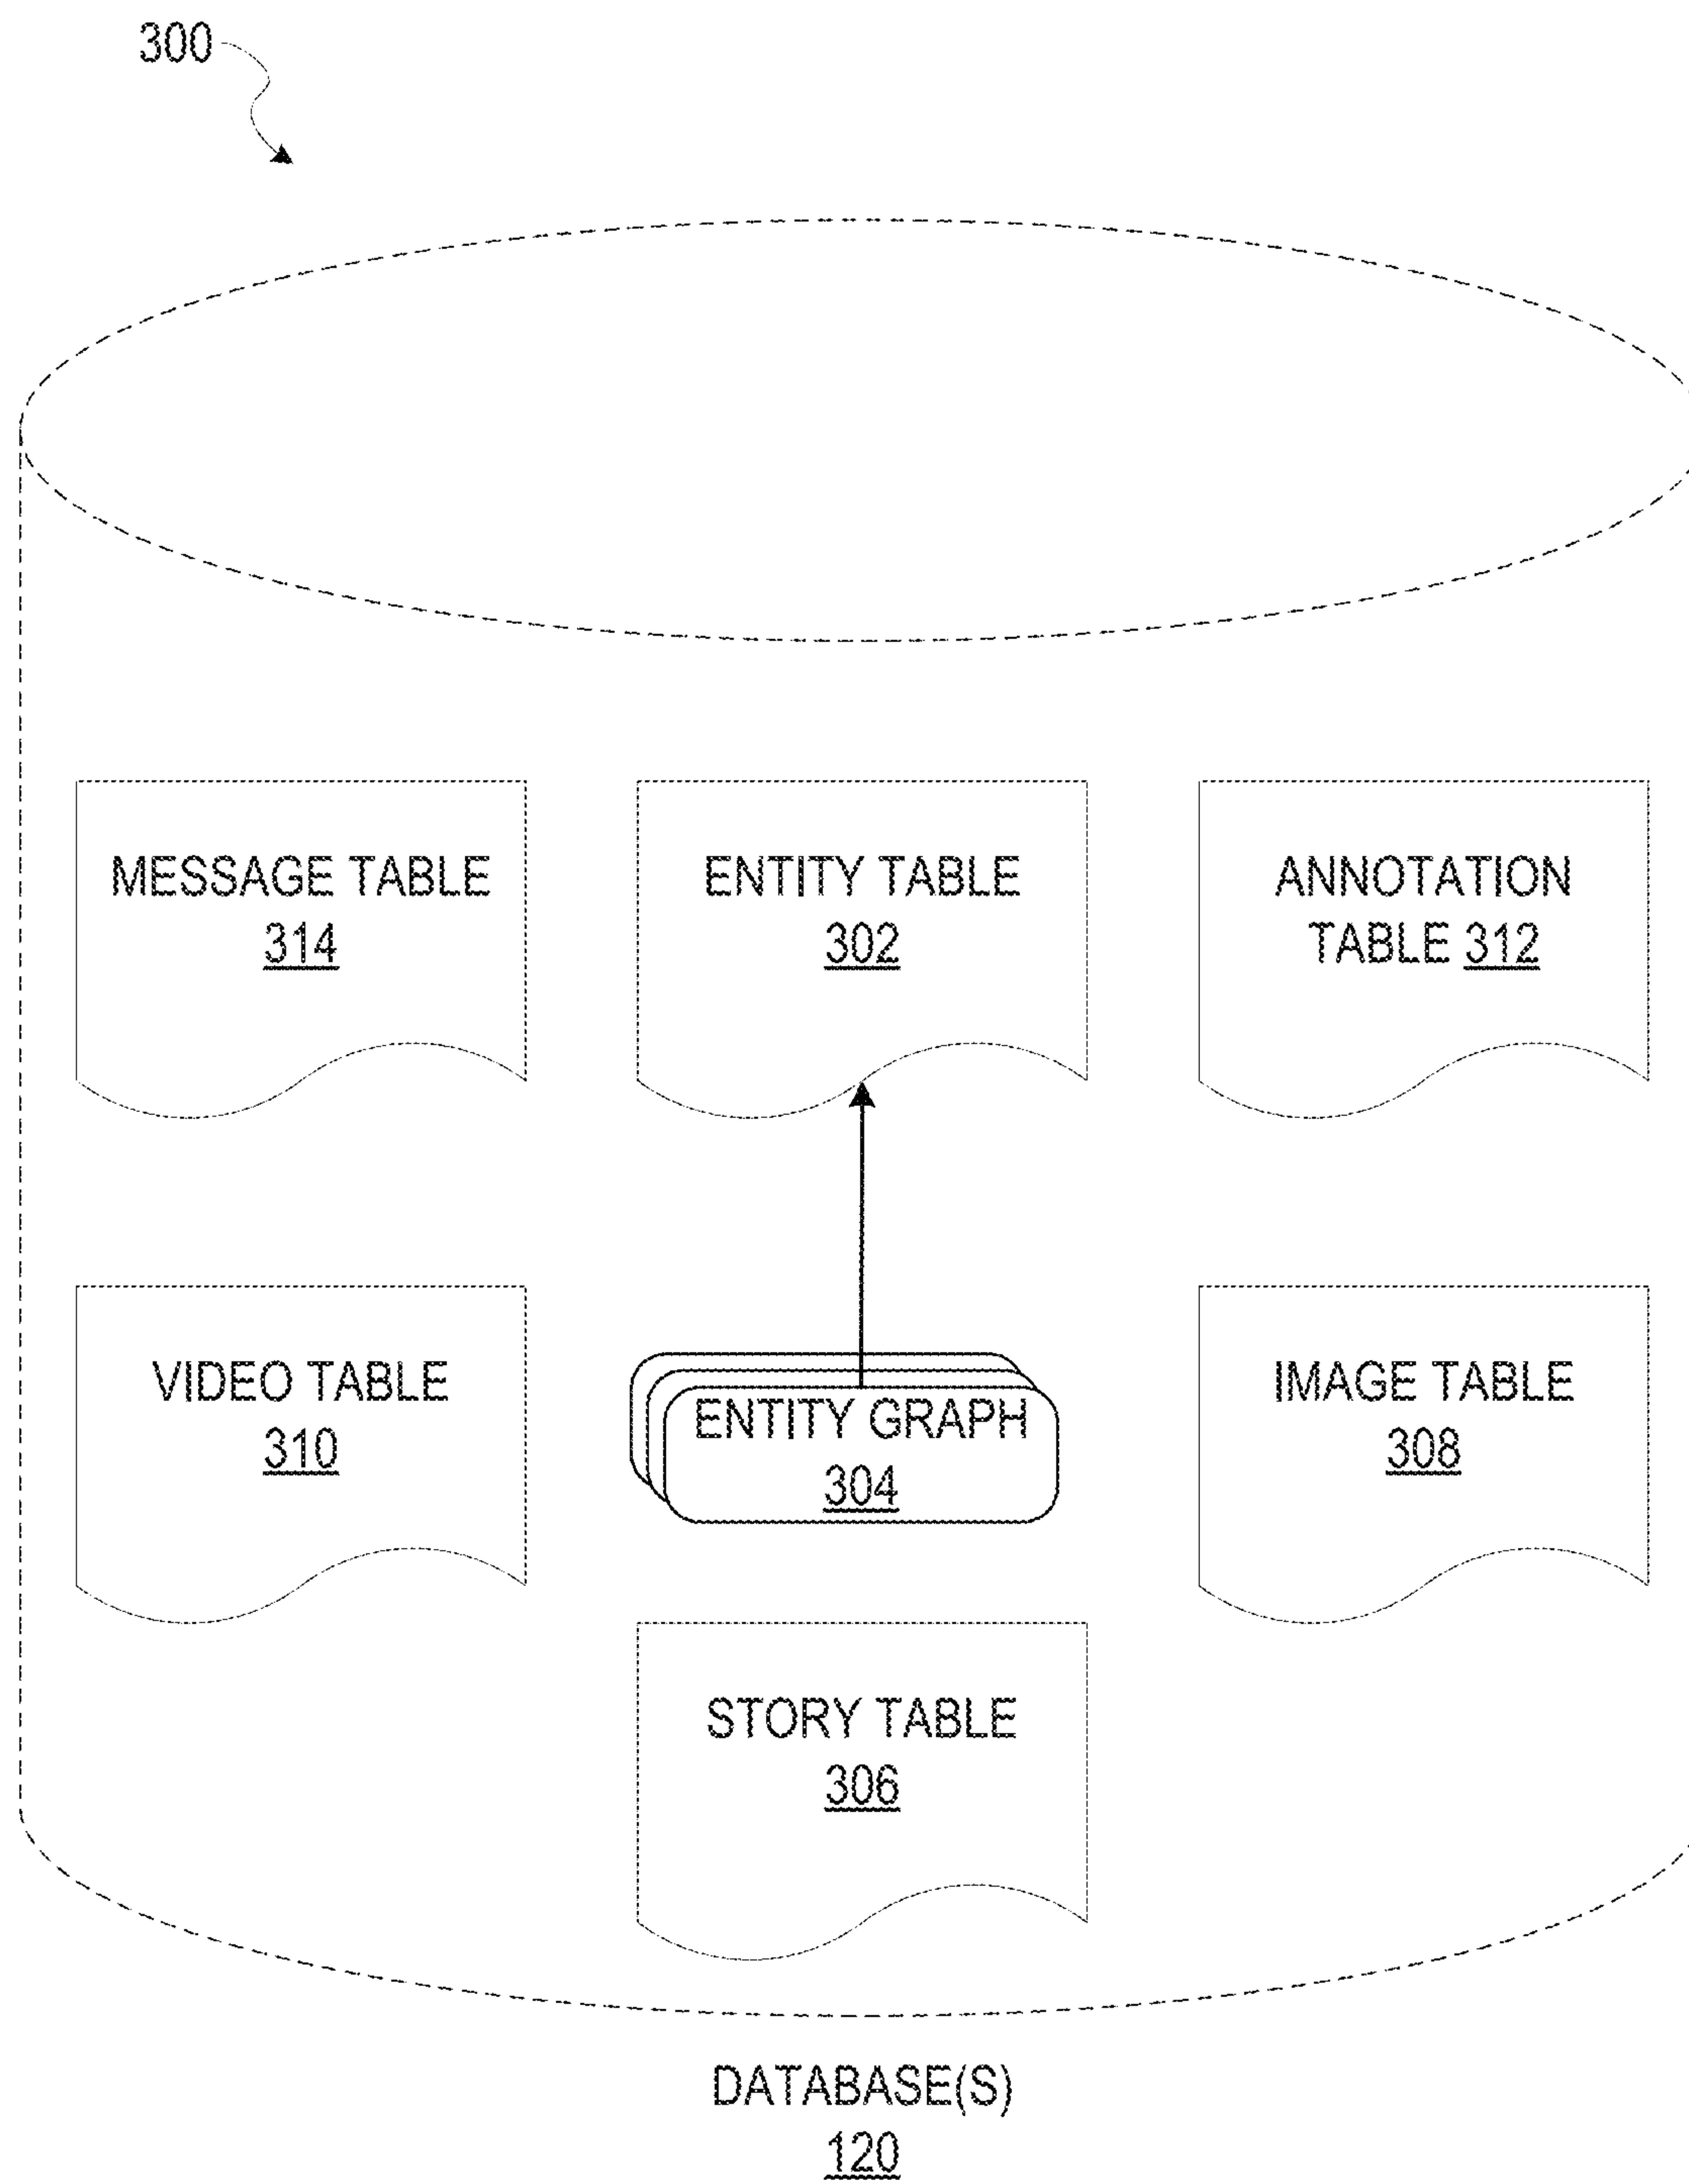 300
MESSAGE TABLE
314
ENTITY TABLE
302
ANNOTATION
TABLE 312
VIDEO TABLE
310
ENTITY GRAPH
304
IMAGE TABLE
308
STORY TABLE
306
DATABASE(S)
120